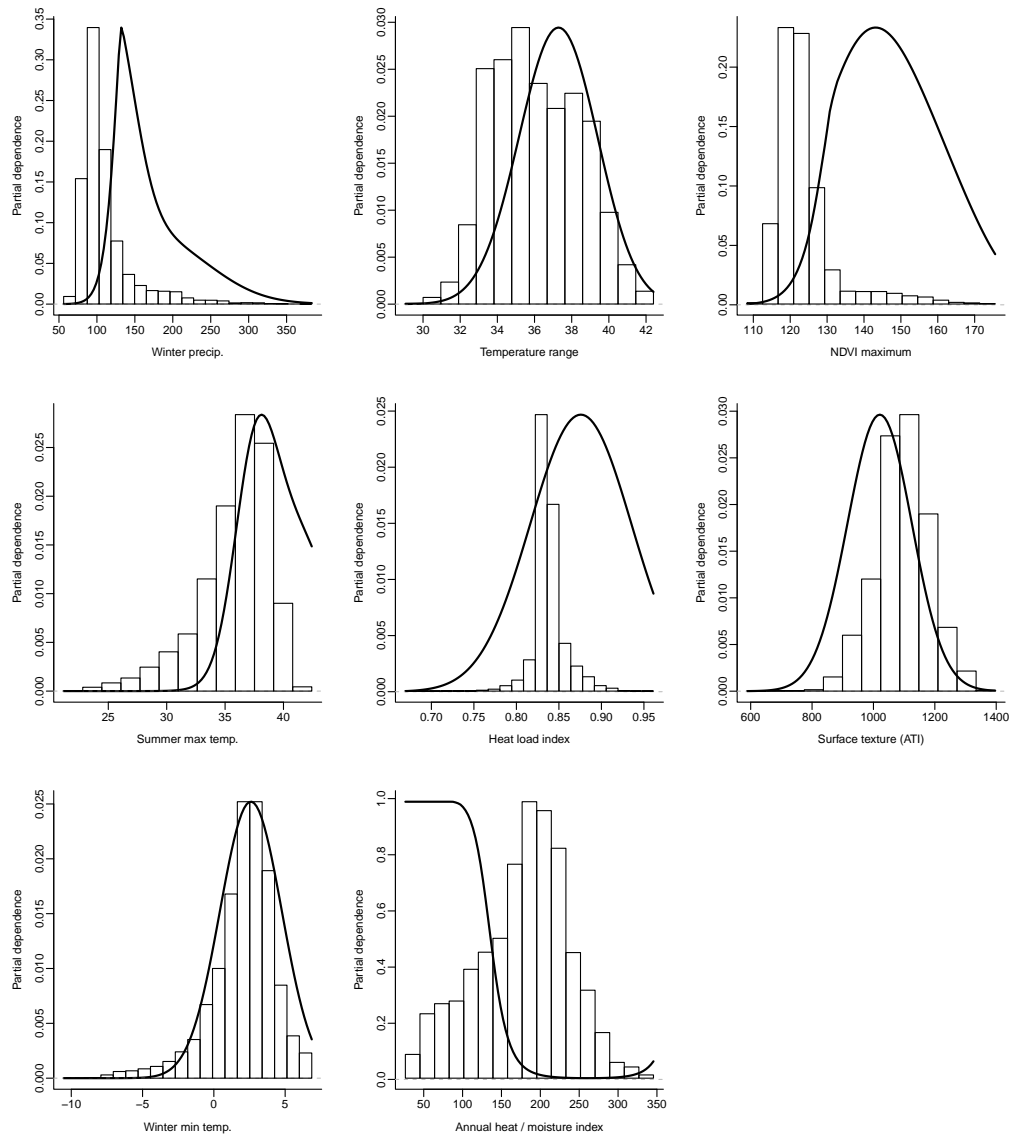 Partial dependence
0.00 0.05 0.10 0.15 0.20 0.25 0.30 0.35
50 100 150 200 250 300 350
Winter precip.
Partial dependence
0.000 0.005 0.010 0.015 0.020 0.025 0.030
30 32 34 36 38 40 42
Temperature range
Partial dependence
0.00 0.05 0.10 0.15 0.20
110 120 130 140 150 160 170
NDVI maximum
Partial dependence
0.000 0.005 0.010 0.015 0.020 0.025
25 30 35 40
Summer max temp.
Partial dependence
0.000 0.005 0.010 0.015 0.020 0.025
0.70 0.75 0.80 0.85 0.90 0.95
Heat load index
Partial dependence
0.000 0.005 0.010 0.015 0.020 0.025 0.030
600 800 1000 1200 1400
Surface texture (ATI)
Partial dependence
0.000 0.005 0.010 0.015 0.020 0.025
−10 −5 0 5
Winter min temp.
Partial dependence
0.0 0.2 0.4 0.6 0.8 1.0
50 100 150 200 250 300 350
Annual heat / moisture index